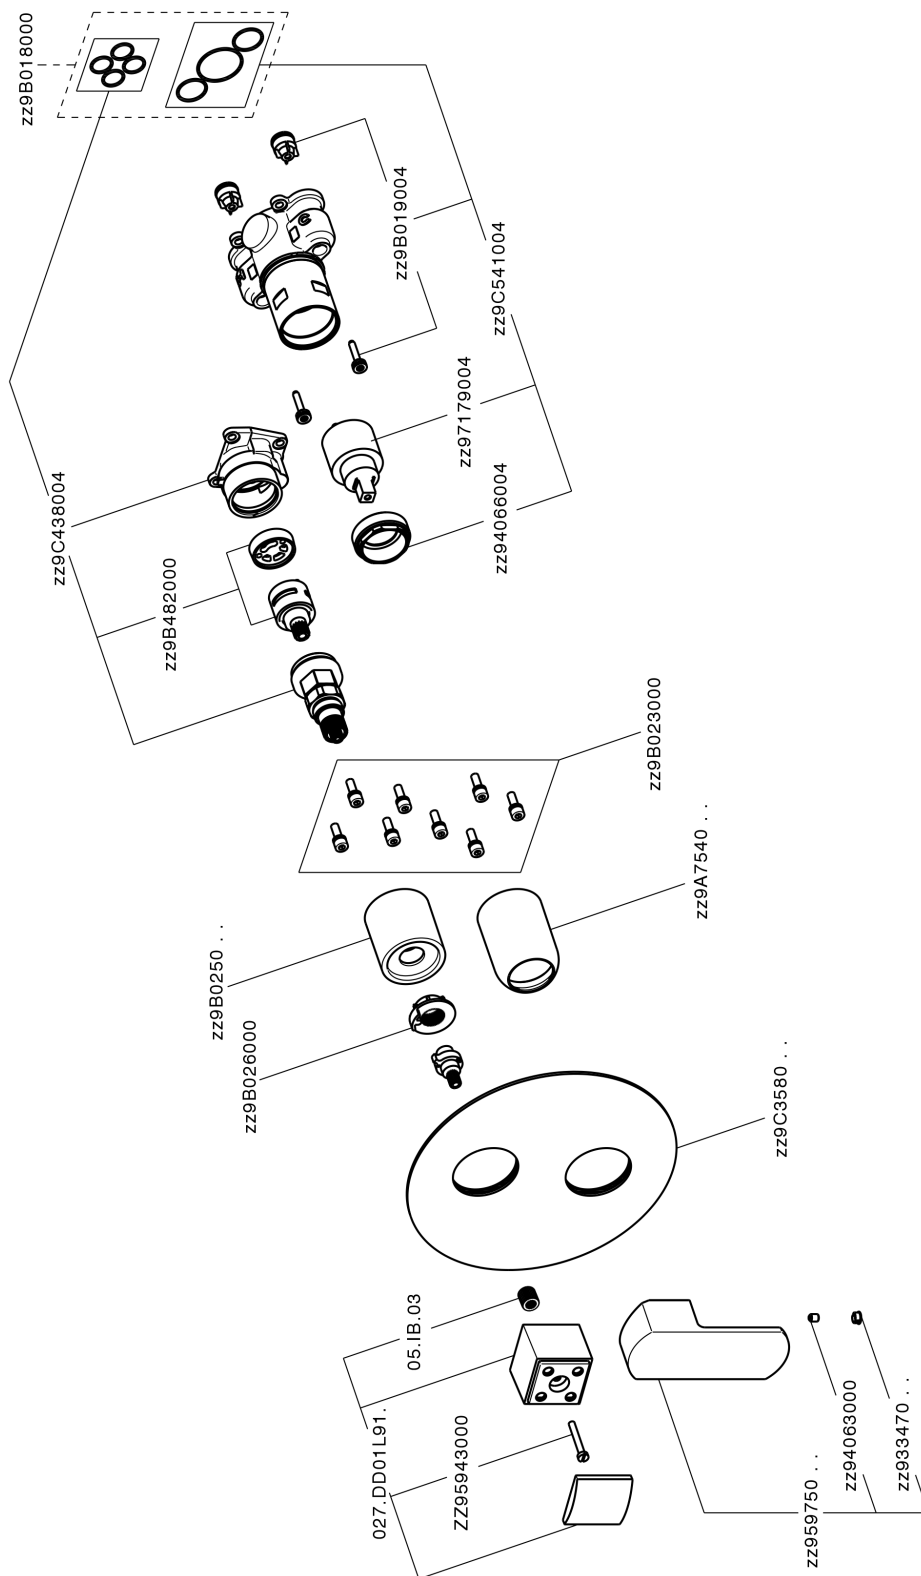 zz9B018000
zz9B019004
zz9C541004
zz97179004
zz94066004
zz9C438004
zz9B482000
zz9B023000
zz9A7540 . .
zz9B0250 . .
zz9B026000
zz9C3580 . .
05.IB.03
027.DD01L91.
ZZ95943000
zz959750 . .
zz94063000
zz933470 . .